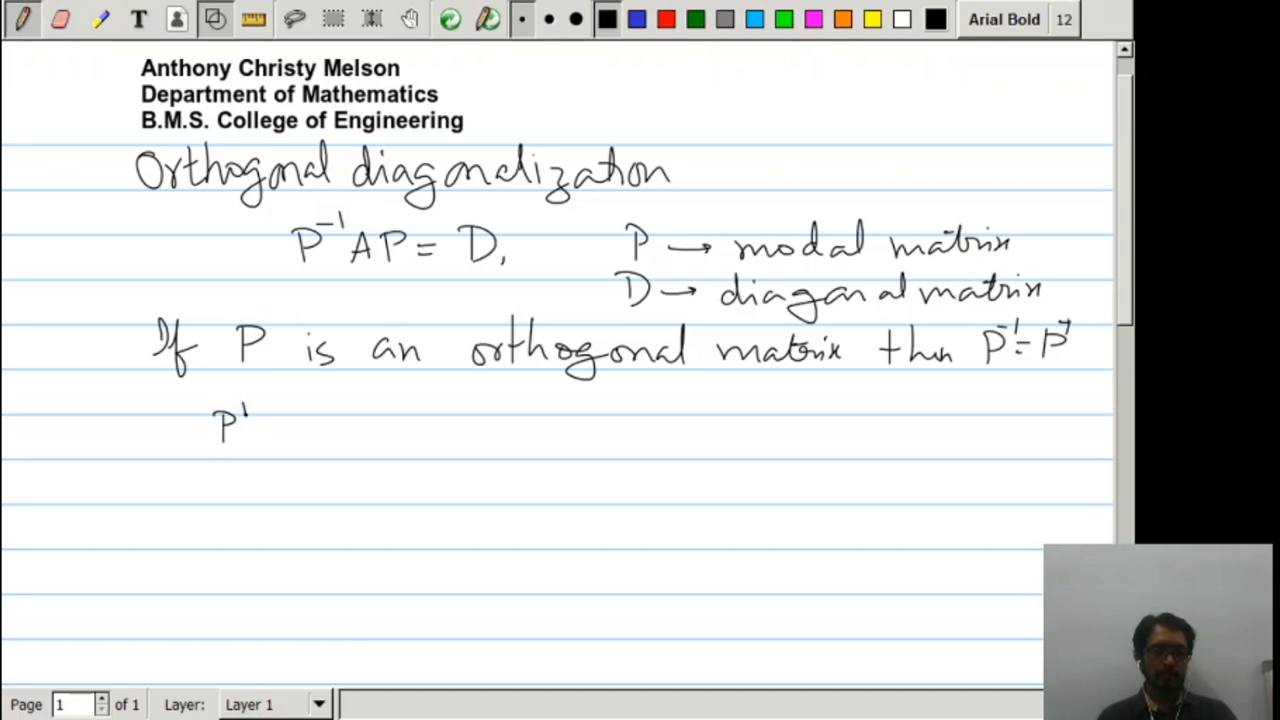 Arial Bold 12
Anthony Christy Melson
Department of Mathematics
B.M.S. College of Engineering
Orthogonal diagonalization
P⁻¹AP = D, P → modal matrix
D → diagonal matrix
If P is an orthogonal matrix then P⁻¹ = Pᵀ
P'
Page 1 of 1 Layer: Layer 1